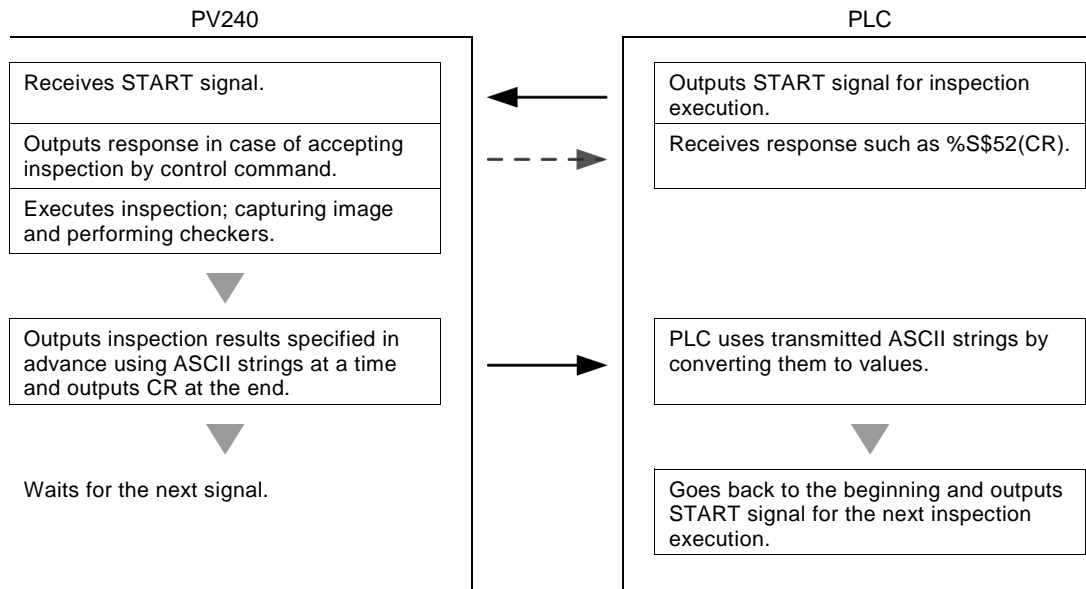 PV240
PLC
Receives START signal.
Outputs START signal for inspection
execution.
Outputs response in case of accepting
inspection by control command.
Receives response such as %S$52(CR).
Executes inspection; capturing image
and performing checkers.
Outputs inspection results specified in
advance using ASCII strings at a time
and outputs CR at the end.
PLC uses transmitted ASCII strings by
converting them to values.
Waits for the next signal.
Goes back to the beginning and outputs
START signal for the next inspection
execution.